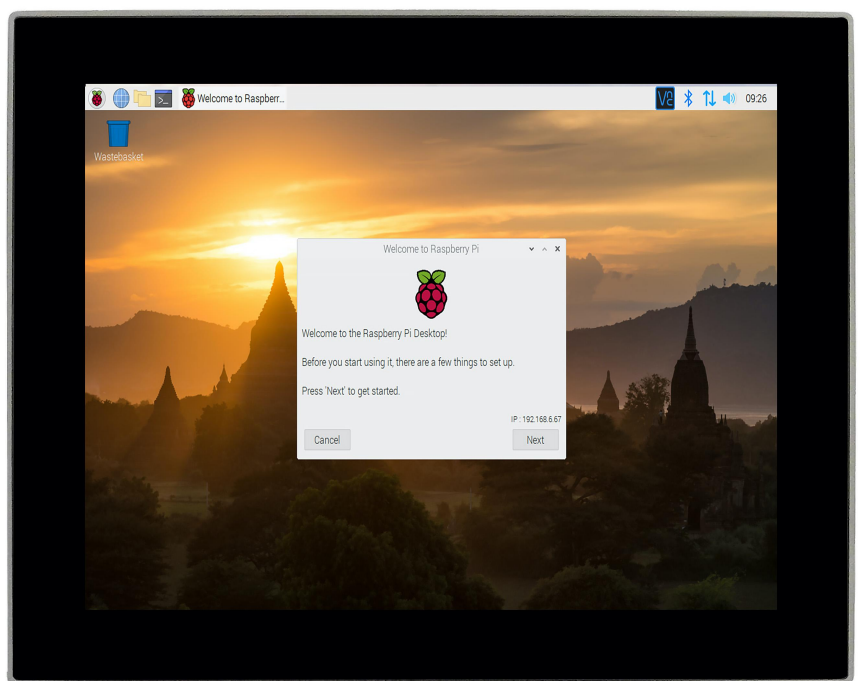 Welcome to Raspberr...
V2
09:26
Wastebasket
Welcome to Raspberry Pi
Welcome to the Raspberry Pi Desktop!
Before you start using it, there are a few things to set up.
Press 'Next' to get started.
IP : 192.168.6.67
Cancel
Next